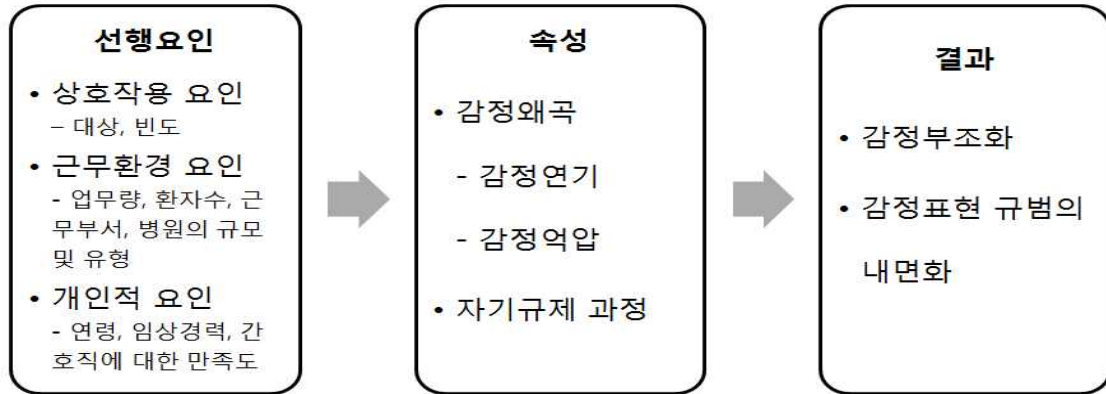 선행요인
• 상호작용 요인
– 대상, 빈도
• 근무환경 요인
- 업무량, 환자수, 근
무부서, 병원의 규모
및 유형
• 개인적 요인
- 연령, 임상경력, 간
호직에 대한 만족도
속성
• 감정왜곡
- 감정연기
- 감정억압
• 자기규제 과정
결과
• 감정부조화
• 감정표현 규범의
내면화